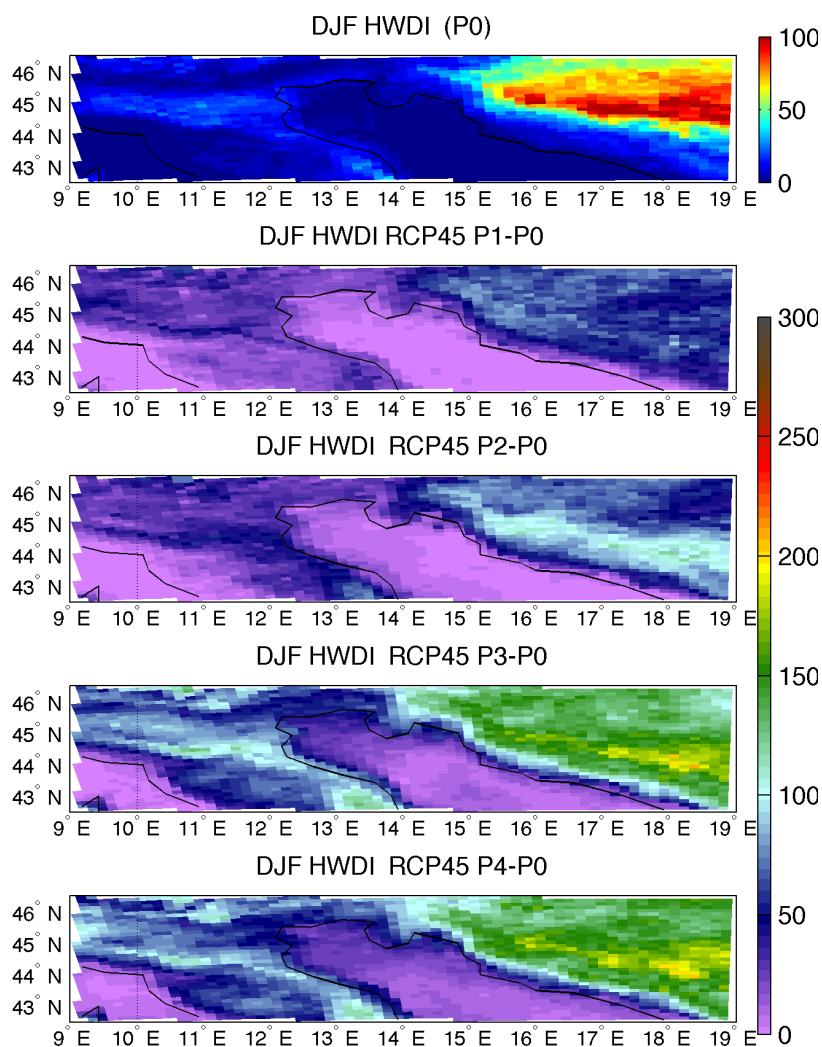 DJF HWDI (P0)
46° N
45° N
44° N
43° N
9° E 10° E 11° E 12° E 13° E 14° E 15° E 16° E 17° E 18° E 19° E
100
50
0
DJF HWDI RCP45 P1-P0
46° N
45° N
44° N
43° N
9° E 10° E 11° E 12° E 13° E 14° E 15° E 16° E 17° E 18° E 19° E
DJF HWDI RCP45 P2-P0
46° N
45° N
44° N
43° N
9° E 10° E 11° E 12° E 13° E 14° E 15° E 16° E 17° E 18° E 19° E
DJF HWDI RCP45 P3-P0
46° N
45° N
44° N
43° N
9° E 10° E 11° E 12° E 13° E 14° E 15° E 16° E 17° E 18° E 19° E
DJF HWDI RCP45 P4-P0
46° N
45° N
44° N
43° N
9° E 10° E 11° E 12° E 13° E 14° E 15° E 16° E 17° E 18° E 19° E
300
250
200
150
100
50
0